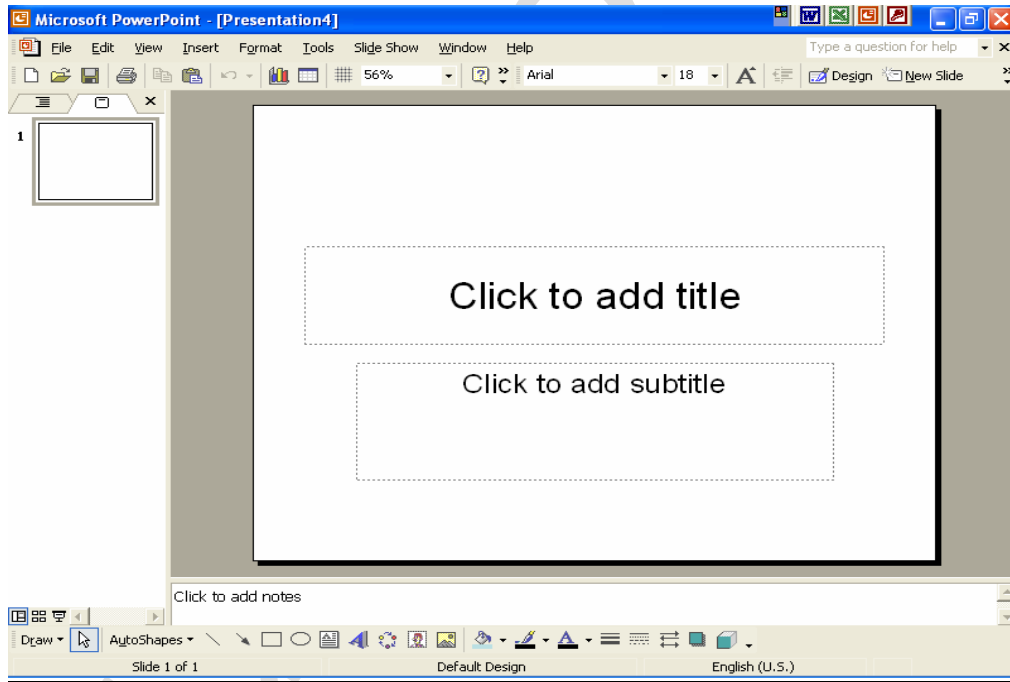 Microsoft PowerPoint - [Presentation4]
File Edit View Insert Format Tools Slide Show Window Help Type a question for help
56% Arial 18 Design New Slide
1
Click to add title
Click to add subtitle
Click to add notes
Draw AutoShapes
Slide 1 of 1 Default Design English (U.S.)